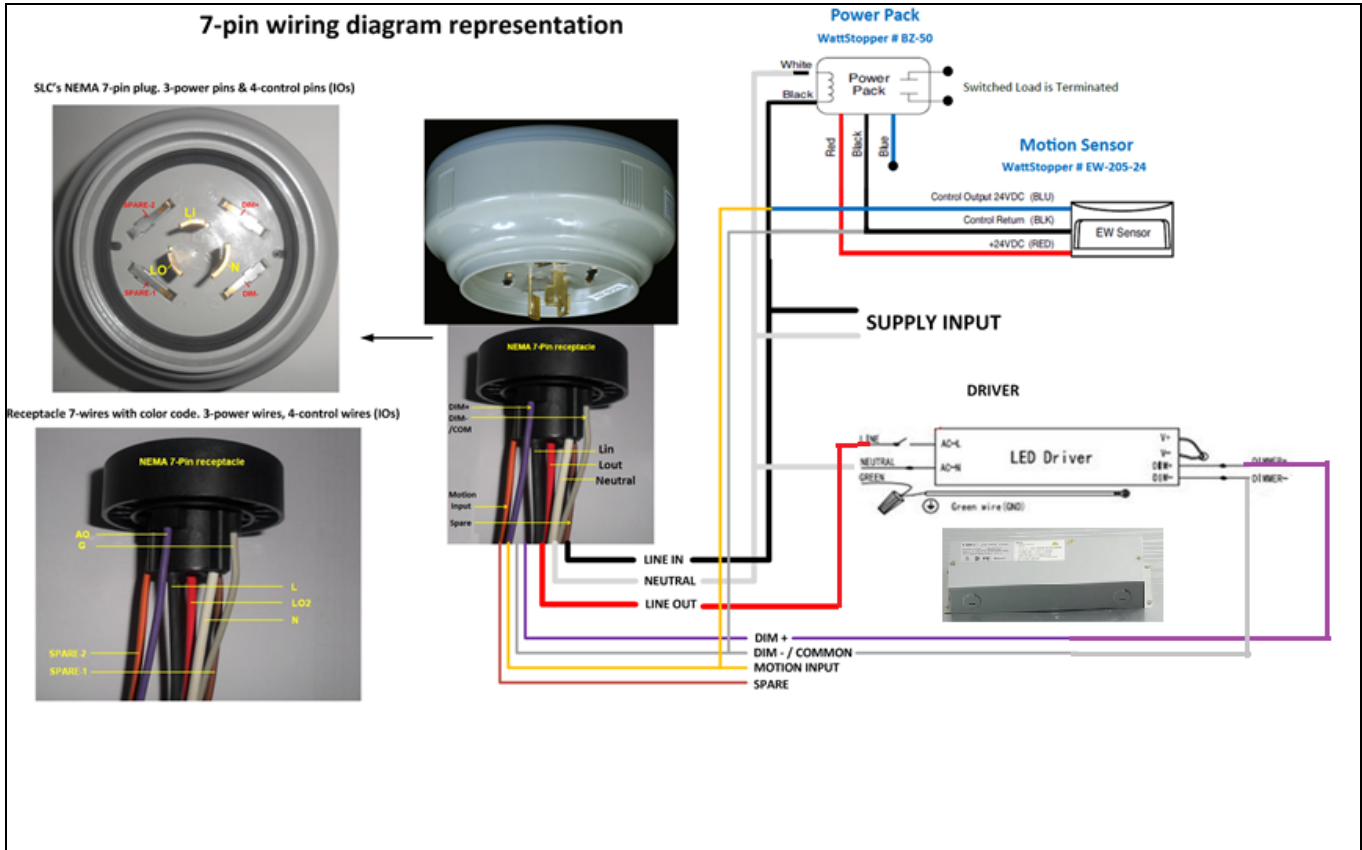 7-pin wiring diagram representation
SLC's NEMA 7-pin plug. 3-power pins & 4-control pins (IOs)
SPARE-2
Li
DIM+
LO
N
SPARE-1
DIM-
Receptacle 7-wires with color code. 3-power wires, 4-control wires (IOs)
NEMA 7-Pin receptacle
AO
G
L
LO2
N
SPARE-2
SPARE-1
NEMA 7-Pin receptacle
DIM+
DIM-
/COM
Lin
Lout
Neutral
Motion
Input
Spare
LINE IN
NEUTRAL
LINE OUT
DIM +
DIM - / COMMON
MOTION INPUT
SPARE
Power Pack
WattStopper # BZ-50
White
Black
Power
Pack
Switched Load is Terminated
Red
Black
Blue
Motion Sensor
WattStopper # EW-205-24
Control Output 24VDC (BLU)
Control Return (BLK)
+24VDC (RED)
EW Sensor
SUPPLY INPUT
DRIVER
LINE
AC-L
NEUTRAL
AC-N
GREEN
LED Driver
V+
V-
DIM+
DIM-
DIMMER+
DIMMER-
Green wire(GND)